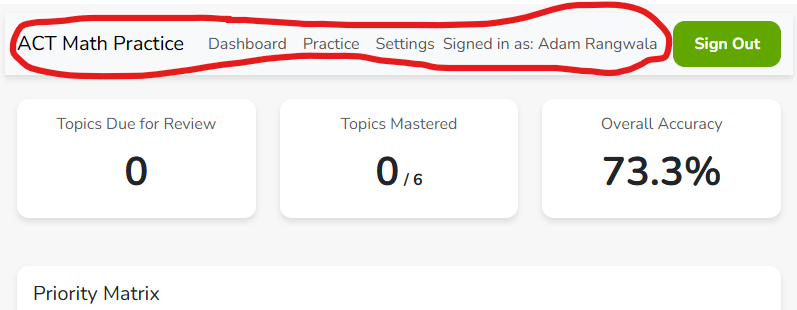 ACT Math Practice Dashboard Practice Settings Signed in as: Adam Rangwala Sign Out
Topics Due for Review Topics Mastered Overall Accuracy
0 0 / 6 73.3%
Priority Matrix